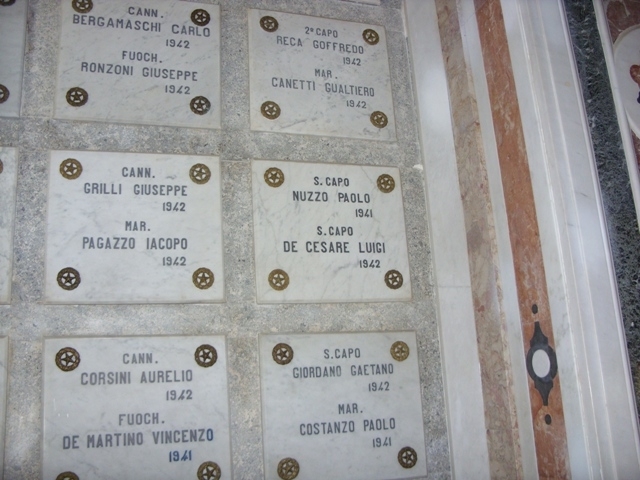 CANN.
BERGAMASCHI CARLO
1942
FUOCH.
RONZONI GIUSEPPE
1942
2º CAPO
RECA GOFFREDO
1942
MAR.
CANETTI GUALTIERO
1942
CANN.
GRILLI GIUSEPPE
1942
MAR.
PAGAZZO IACOPO
1942
S. CAPO
NUZZO PAOLO
1941
S. CAPO
DE CESARE LUIGI
1942
CANN.
CORSINI AURELIO
1942
FUOCH.
DE MARTINO VINCENZO
1941
S. CAPO
GIORDANO GAETANO
1942
MAR.
COSTANZO PAOLO
1941